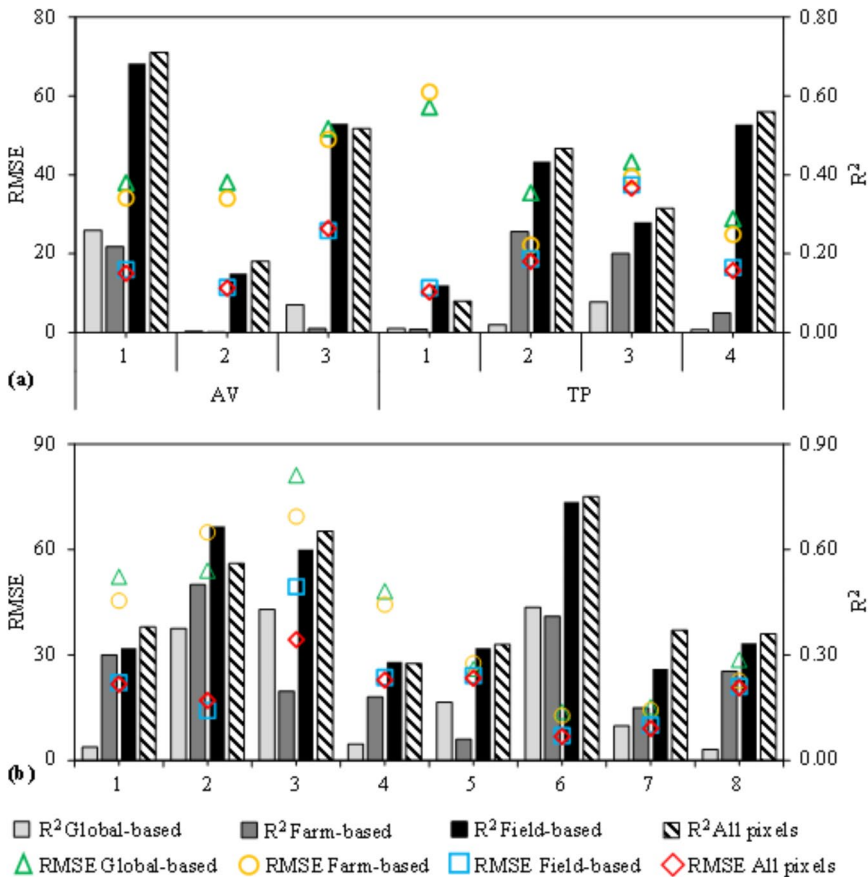 80 0.80
60 0.60
RMSE 40 0.40 R²
20 0.20
0 0.00
1 2 3 1 2 3 4
(a) AV TP
90 0.90
60 0.60
RMSE R²
30 0.30
0 0.00
(b) 1 2 3 4 5 6 7 8
R² Global-based R² Farm-based R² Field-based R² All pixels
RMSE Global-based RMSE Farm-based RMSE Field-based RMSE All pixels